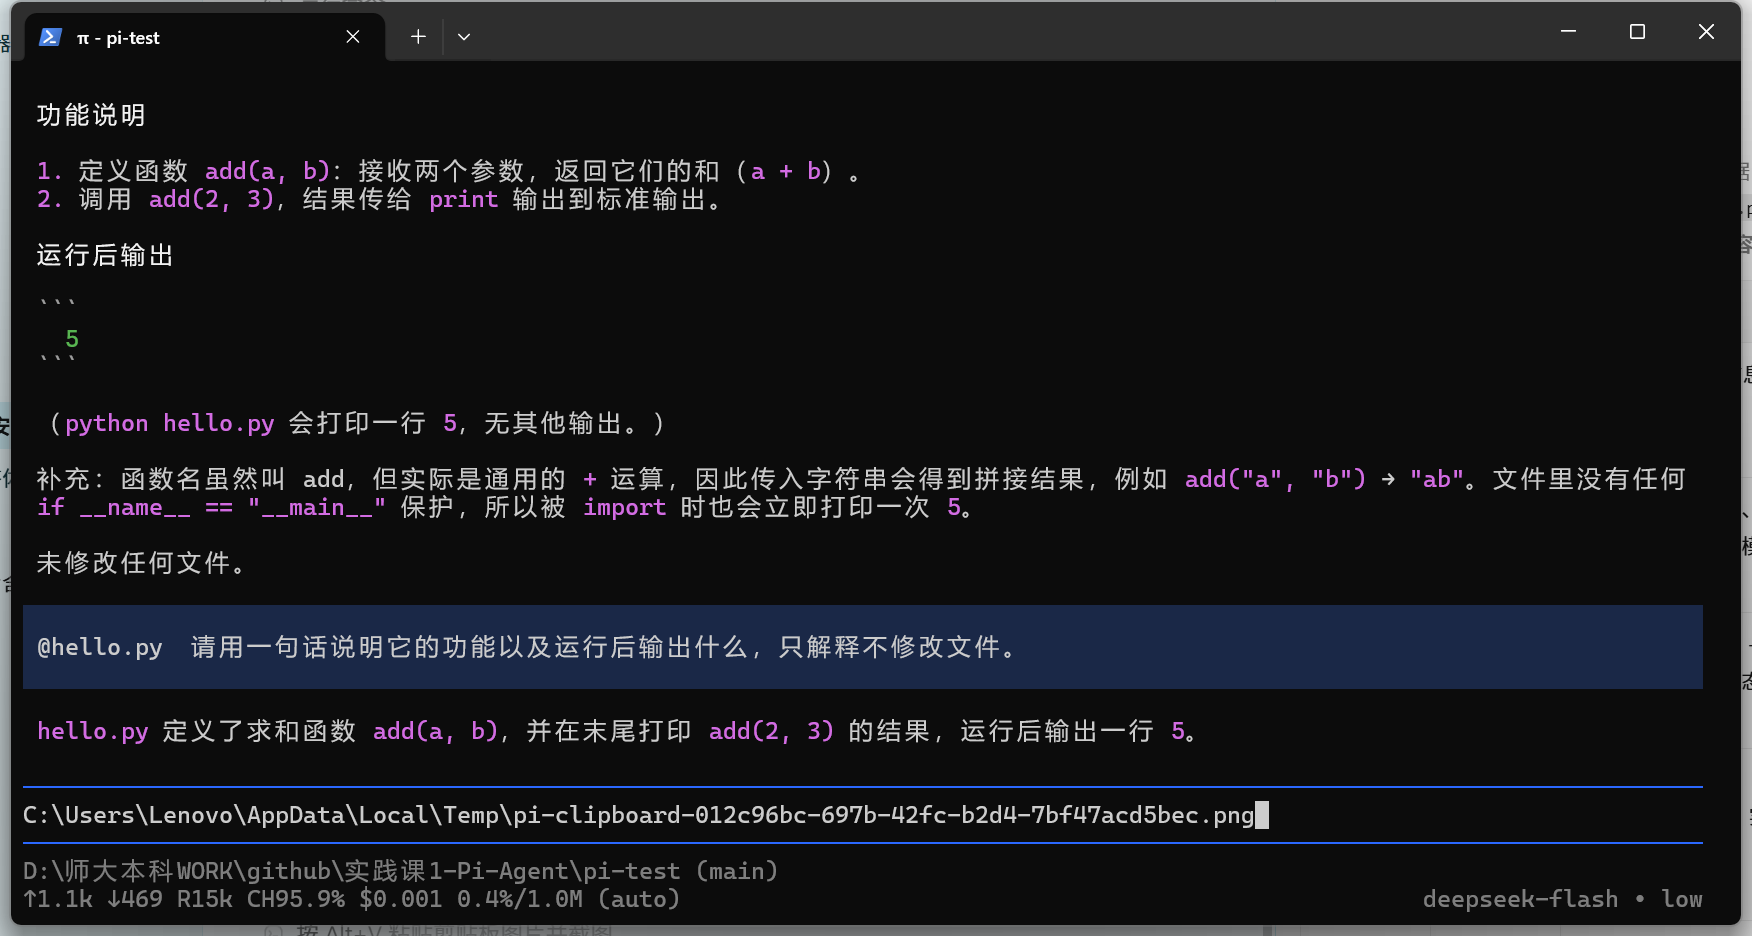 π - pi-test
功能说明
1. 定义函数 add(a, b)：接收两个参数，返回它们的和（a + b）。
2. 调用 add(2, 3)，结果传给 print 输出到标准输出。
运行后输出
```
5
```
（python hello.py 会打印一行 5，无其他输出。）
补充：函数名虽然叫 add，但实际是通用的 + 运算，因此传入字符串会得到拼接结果，例如 add("a", "b") → "ab"。文件里没有任何
if __name__ == "__main__" 保护，所以被 import 时也会立即打印一次 5。
未修改任何文件。
@hello.py  请用一句话说明它的功能以及运行后输出什么，只解释不修改文件。
hello.py 定义了求和函数 add(a, b)，并在末尾打印 add(2, 3) 的结果，运行后输出一行 5。
C:\Users\Lenovo\AppData\Local\Temp\pi-clipboard-012c96bc-697b-42fc-b2d4-7bf47acd5bec.png
D:\师大本科WORK\github\实践课1-Pi-Agent\pi-test (main)
↑1.1k ↓469 R15k CH95.9% $0.001 0.4%/1.0M (auto)
deepseek-flash • low